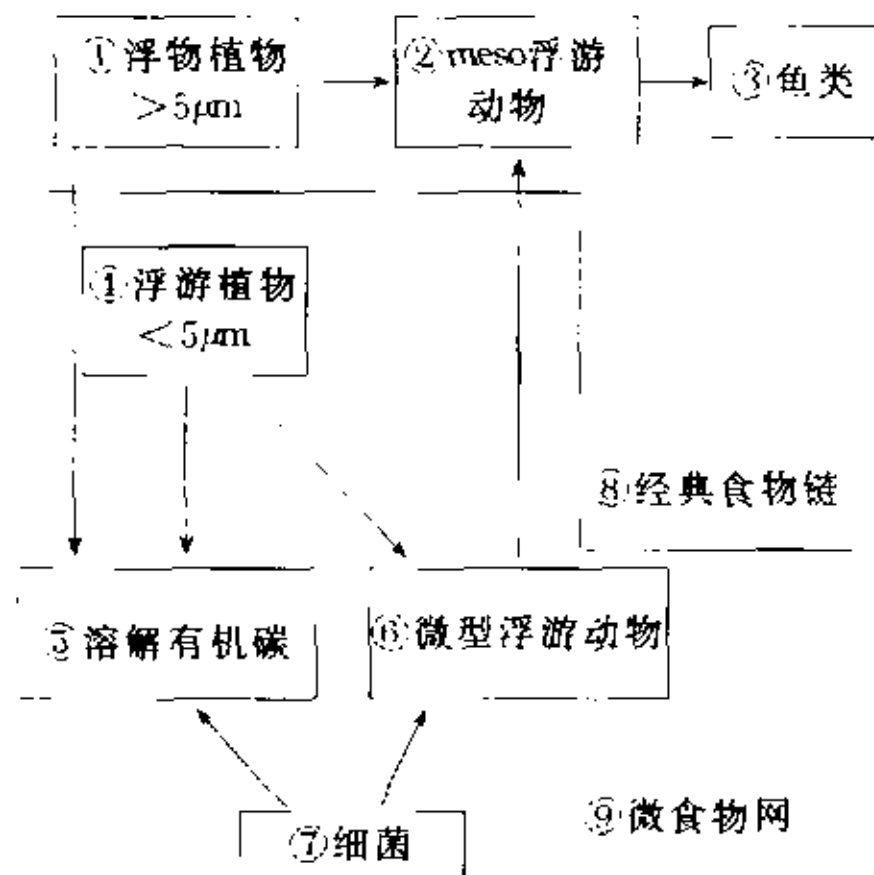 ①浮物植物
>5μm
②meso浮游
动物
③鱼类
④浮游植物
<5μm
⑧经典食物链
⑤溶解有机碳
⑥微型浮游动物
⑦细菌
⑨微食物网